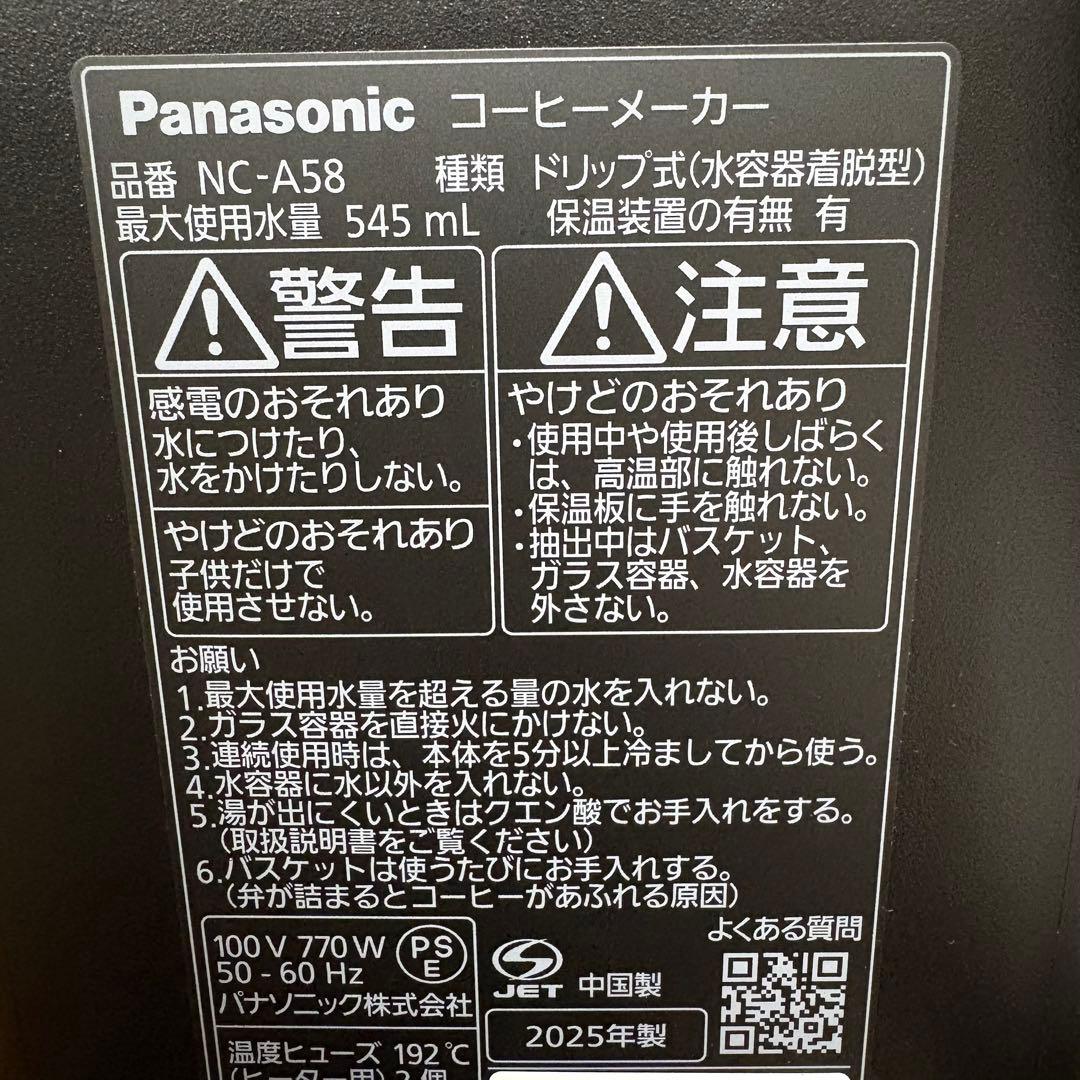 Panasonic コーヒーメーカー
品番 NC-A58 種類 ドリップ式(水容器着脱型)
最大使用水量 545 mL 保温装置の有無 有
警告
感電のおそれあり
水につけたり、
水をかけたりしない。
やけどのおそれあり
子供だけで
使用させない。
注意
やけどのおそれあり
・使用中や使用後しばらく
は、高温部に触れない。
・保温板に手を触れない。
・抽出中はバスケット、
ガラス容器、水容器を
外さない。
お願い
1.最大使用水量を超える量の水を入れない。
2.ガラス容器を直接火にかけない。
3.連続使用時は、本体を5分以上冷ましてから使う。
4.水容器に水以外を入れない。
5.湯が出にくいときはクエン酸でお手入れをする。
(取扱説明書をご覧ください)
6.バスケットは使うたびにお手入れする。
(弁が詰まるとコーヒーがあふれる原因)
100V 770W
50-60 Hz
PS
E
パナソニック株式会社
温度ヒューズ 192℃
(ヒーター用) 2個
JET 中国製
2025年製
よくある質問